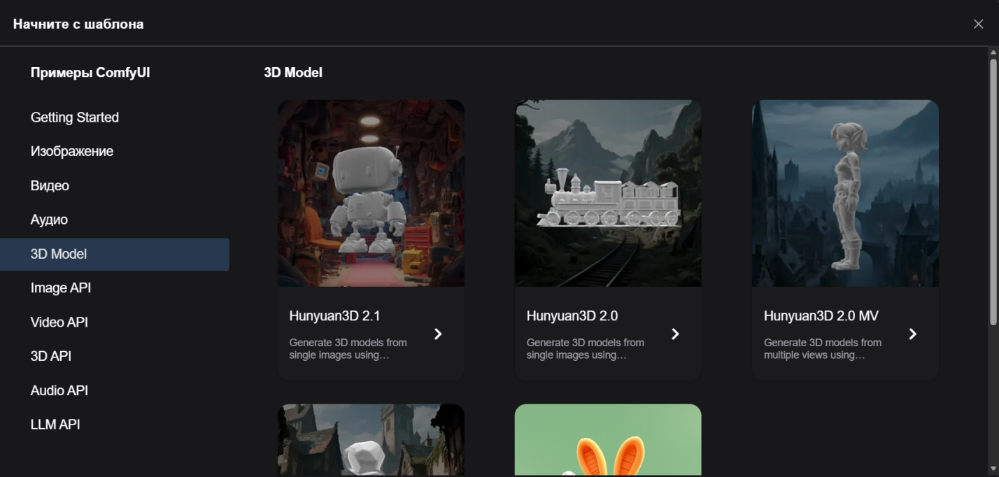 Начните с шаблона
Примеры ComfyUI
Getting Started
Изображение
Видео
Аудио
3D Model
Image API
Video API
3D API
Audio API
LLM API
3D Model
Hunyuan3D 2.1
Generate 3D models from
single images using…
Hunyuan3D 2.0
Generate 3D models from
single images using…
Hunyuan3D 2.0 MV
Generate 3D models from
multiple views using…